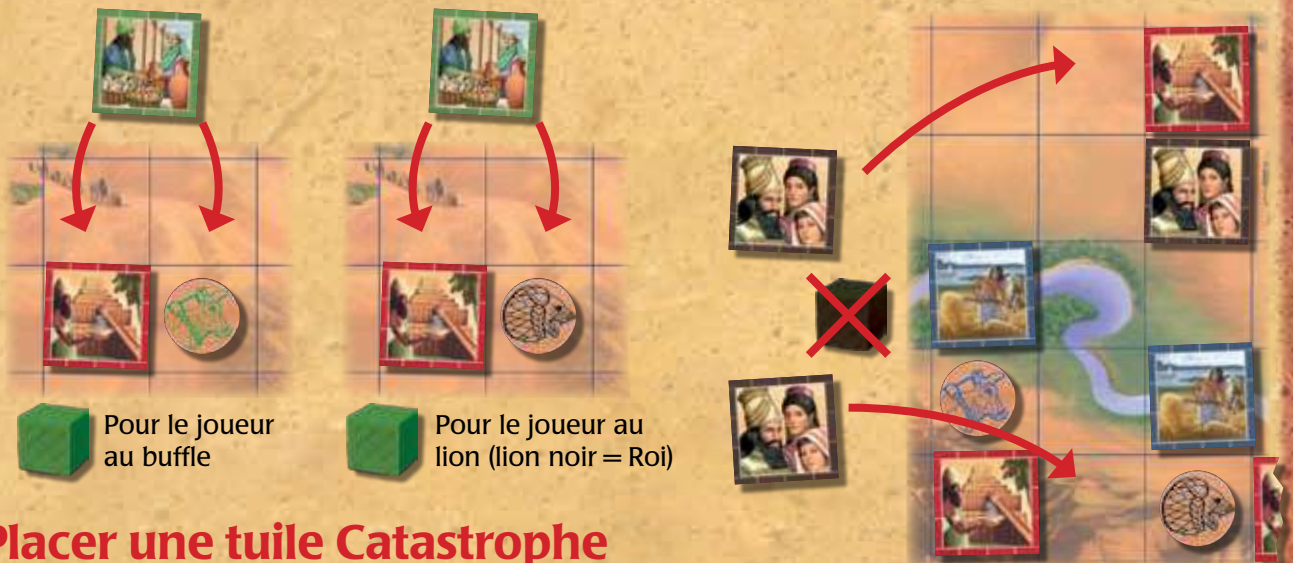 Pour le joueur
au buffle
Pour le joueur au
lion (lion noir = Roi)
Placer une tuile Catastrophe